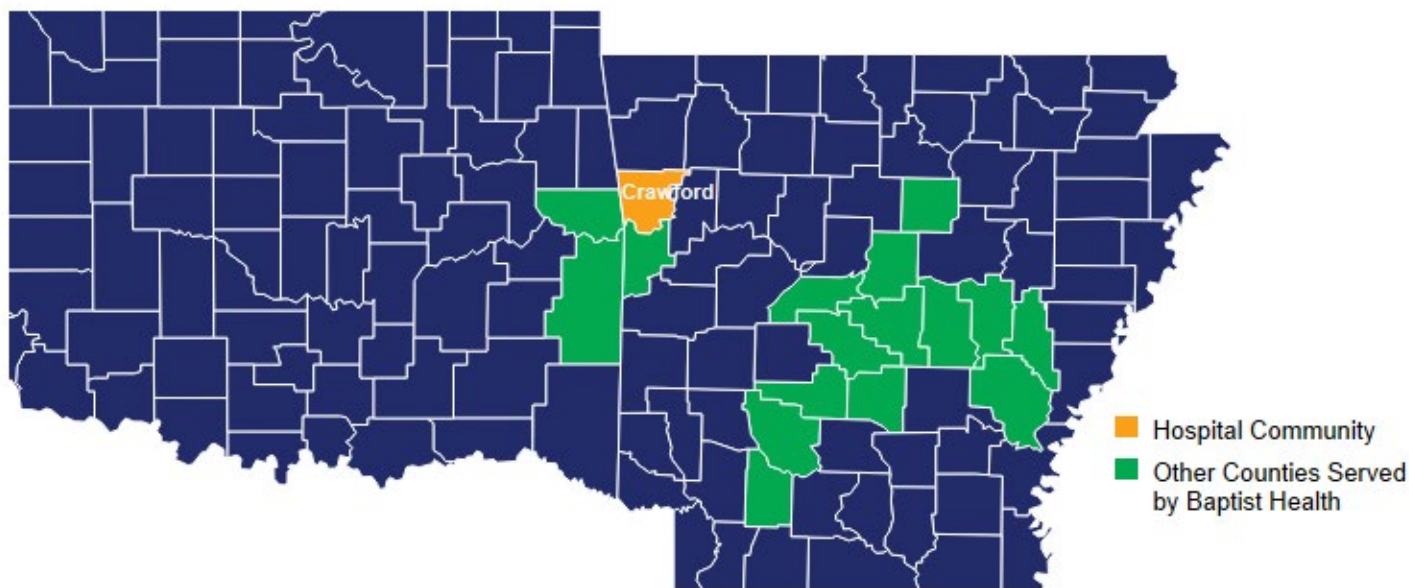 Crawford
Hospital Community
Other Counties Served
by Baptist Health